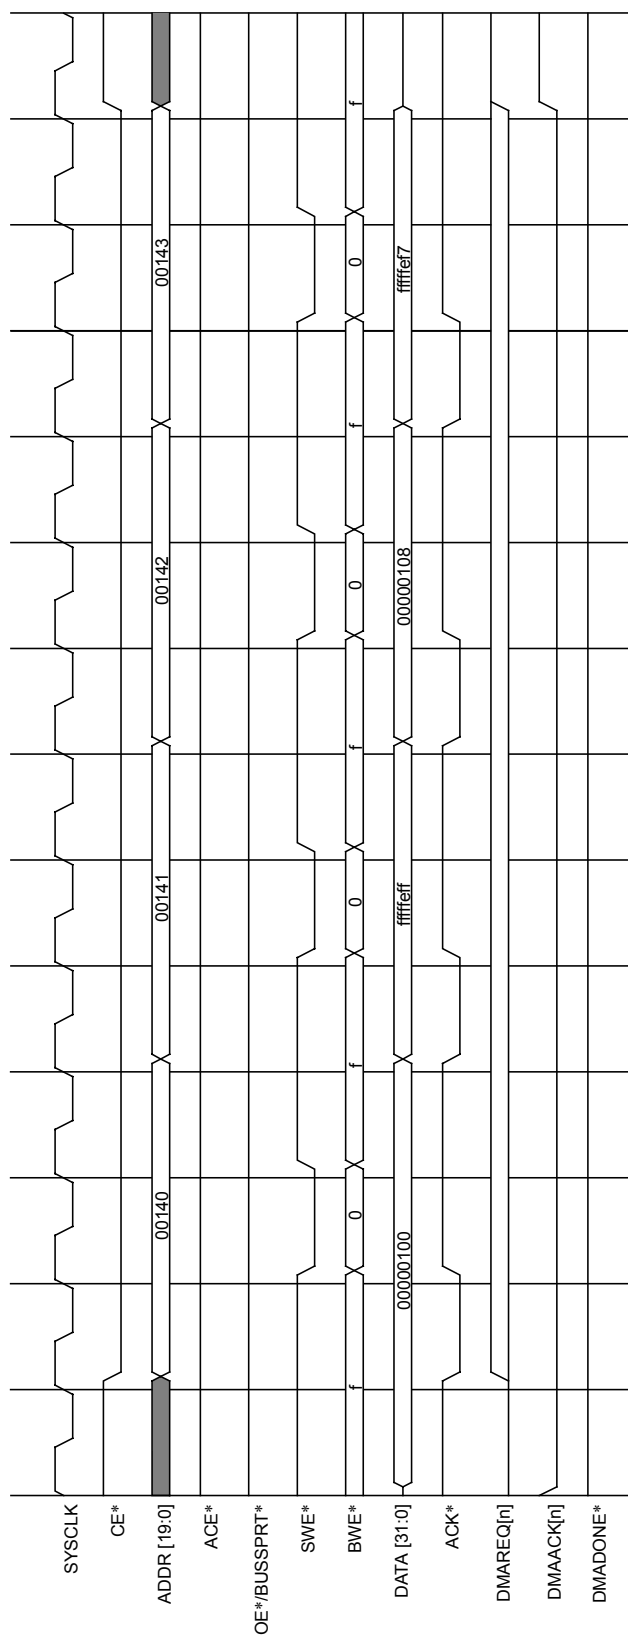 SYSCLK
CE*
ADDR [19:0] 00140 00141 00142 00143
ACE*
OE*/BUSSPRT*
SWE*
BWE* f 0 f 0 f 0 f 0 f
DATA [31:0] 00000100 fffffeff 00000108 fffffef7
ACK*
DMAREQ[n]
DMAACK[n]
DMADONE*